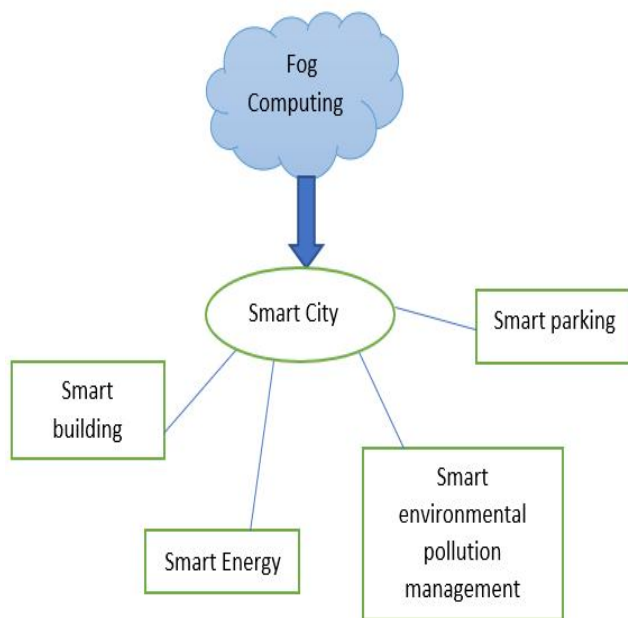 Fog
Computing
Smart City
Smart parking
Smart
building
Smart
environmental
pollution
management
Smart Energy